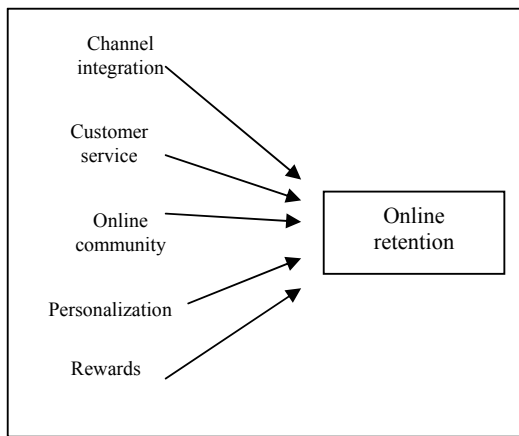 Channel
integration
Customer
service
Online
community
Personalization
Rewards
Online
retention